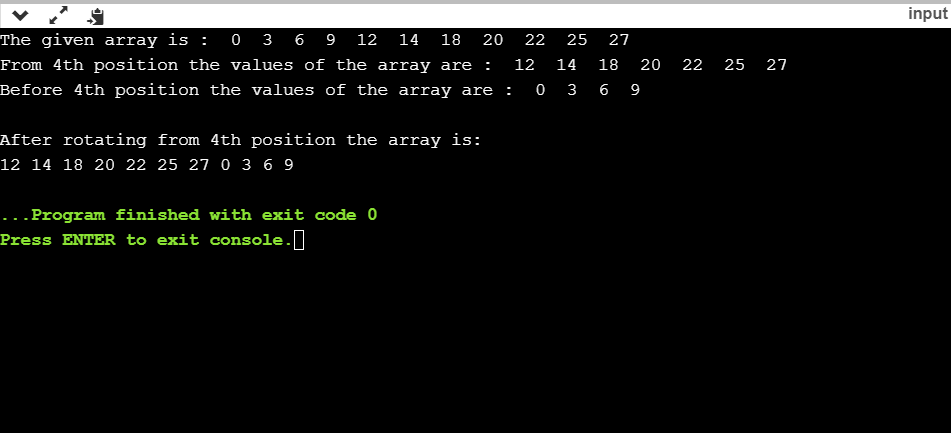 input
The given array is :  0  3  6  9  12  14  18  20  22  25  27
From 4th position the values of the array are :  12  14  18  20  22  25  27
Before 4th position the values of the array are :  0  3  6  9
After rotating from 4th position the array is:
12 14 18 20 22 25 27 0 3 6 9
...Program finished with exit code 0
Press ENTER to exit console.